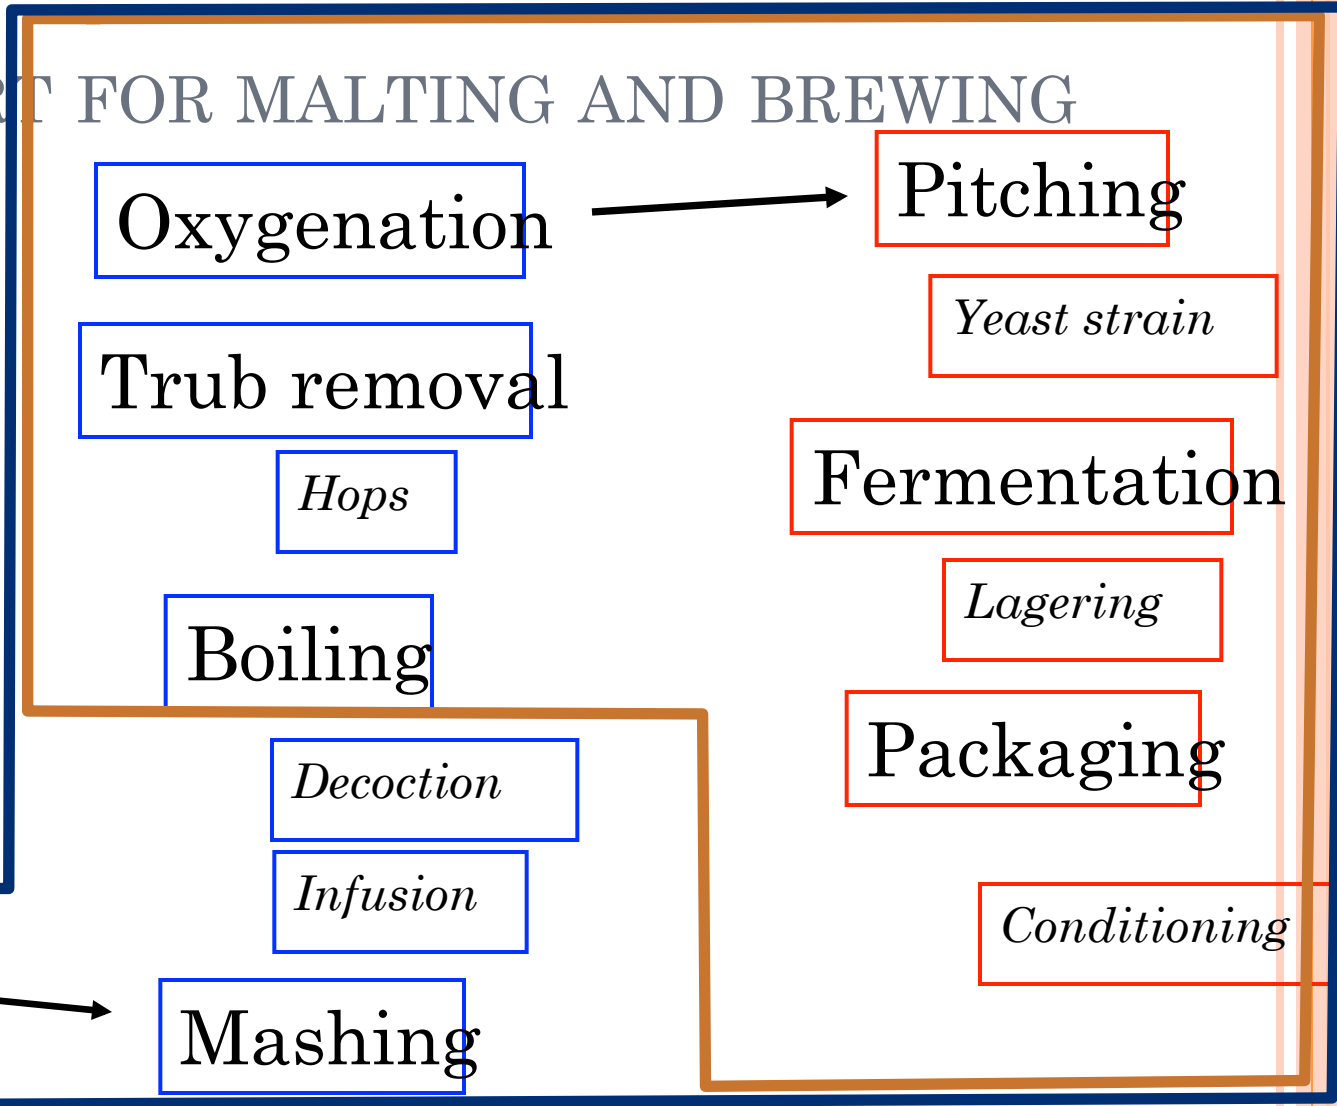 T FOR MALTING AND BREWING
Oxygenation
Trub removal
Hops
Boiling
Decoction
Infusion
Mashing
Pitching
Yeast strain
Fermentation
Lagering
Packaging
Conditioning